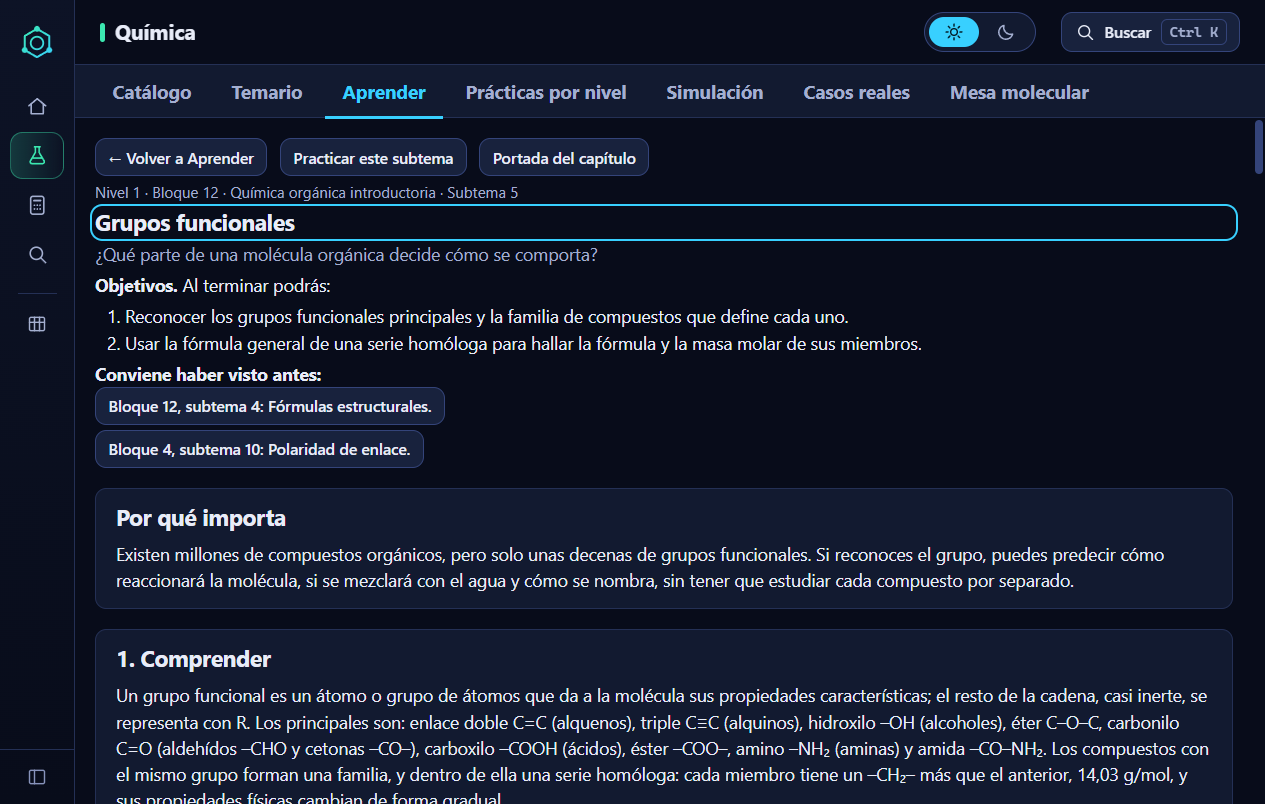 Química
Buscar Ctrl K
Catálogo Temario Aprender Prácticas por nivel Simulación Casos reales Mesa molecular
← Volver a Aprender Practicar este subtema Portada del capítulo
Nivel 1 · Bloque 12 · Química orgánica introductoria · Subtema 5
Grupos funcionales
¿Qué parte de una molécula orgánica decide cómo se comporta?
Objetivos. Al terminar podrás:
1. Reconocer los grupos funcionales principales y la familia de compuestos que define cada uno.
2. Usar la fórmula general de una serie homóloga para hallar la fórmula y la masa molar de sus miembros.
Conviene haber visto antes:
Bloque 12, subtema 4: Fórmulas estructurales.
Bloque 4, subtema 10: Polaridad de enlace.
Por qué importa
Existen millones de compuestos orgánicos, pero solo unas decenas de grupos funcionales. Si reconoces el grupo, puedes predecir cómo
reaccionará la molécula, si se mezclará con el agua y cómo se nombra, sin tener que estudiar cada compuesto por separado.
1. Comprender
Un grupo funcional es un átomo o grupo de átomos que da a la molécula sus propiedades características; el resto de la cadena, casi inerte, se
representa con R. Los principales son: enlace doble C=C (alquenos), triple C≡C (alquinos), hidroxilo –OH (alcoholes), éter C–O–C, carbonilo
C=O (aldehídos –CHO y cetonas –CO–), carboxilo –COOH (ácidos), éster –COO–, amino –NH₂ (aminas) y amida –CO–NH₂. Los compuestos con
el mismo grupo forman una familia, y dentro de ella una serie homóloga: cada miembro tiene un –CH₂– más que el anterior, 14,03 g/mol, y
sus propiedades físicas cambian de forma gradual.